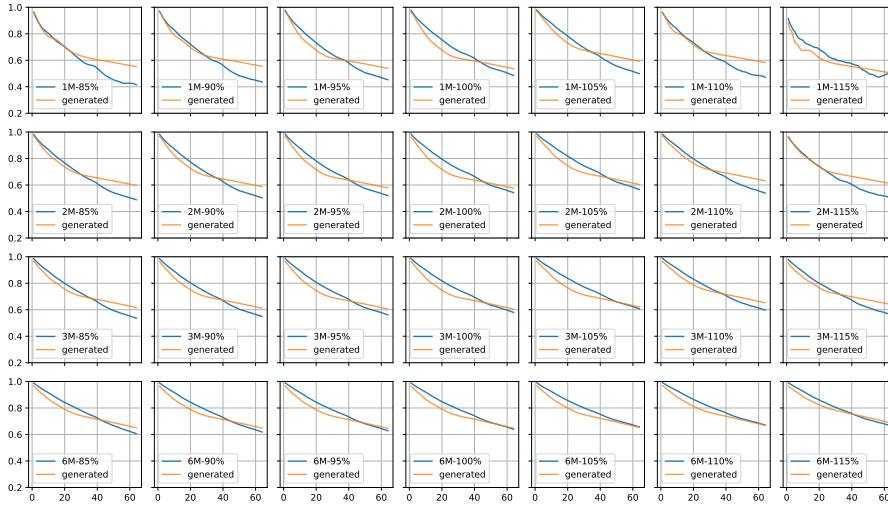 1.0
0.8
0.6
0.4
0.2
1M-85%
generated
1M-90%
generated
1M-95%
generated
1M-100%
generated
1M-105%
generated
1M-110%
generated
1M-115%
generated
1.0
0.8
0.6
0.4
0.2
2M-85%
generated
2M-90%
generated
2M-95%
generated
2M-100%
generated
2M-105%
generated
2M-110%
generated
2M-115%
generated
1.0
0.8
0.6
0.4
0.2
3M-85%
generated
3M-90%
generated
3M-95%
generated
3M-100%
generated
3M-105%
generated
3M-110%
generated
3M-115%
generated
1.0
0.8
0.6
0.4
0.2
6M-85%
generated
6M-90%
generated
6M-95%
generated
6M-100%
generated
6M-105%
generated
6M-110%
generated
6M-115%
generated
0 20 40 60
0 20 40 60
0 20 40 60
0 20 40 60
0 20 40 60
0 20 40 60
0 20 40 60